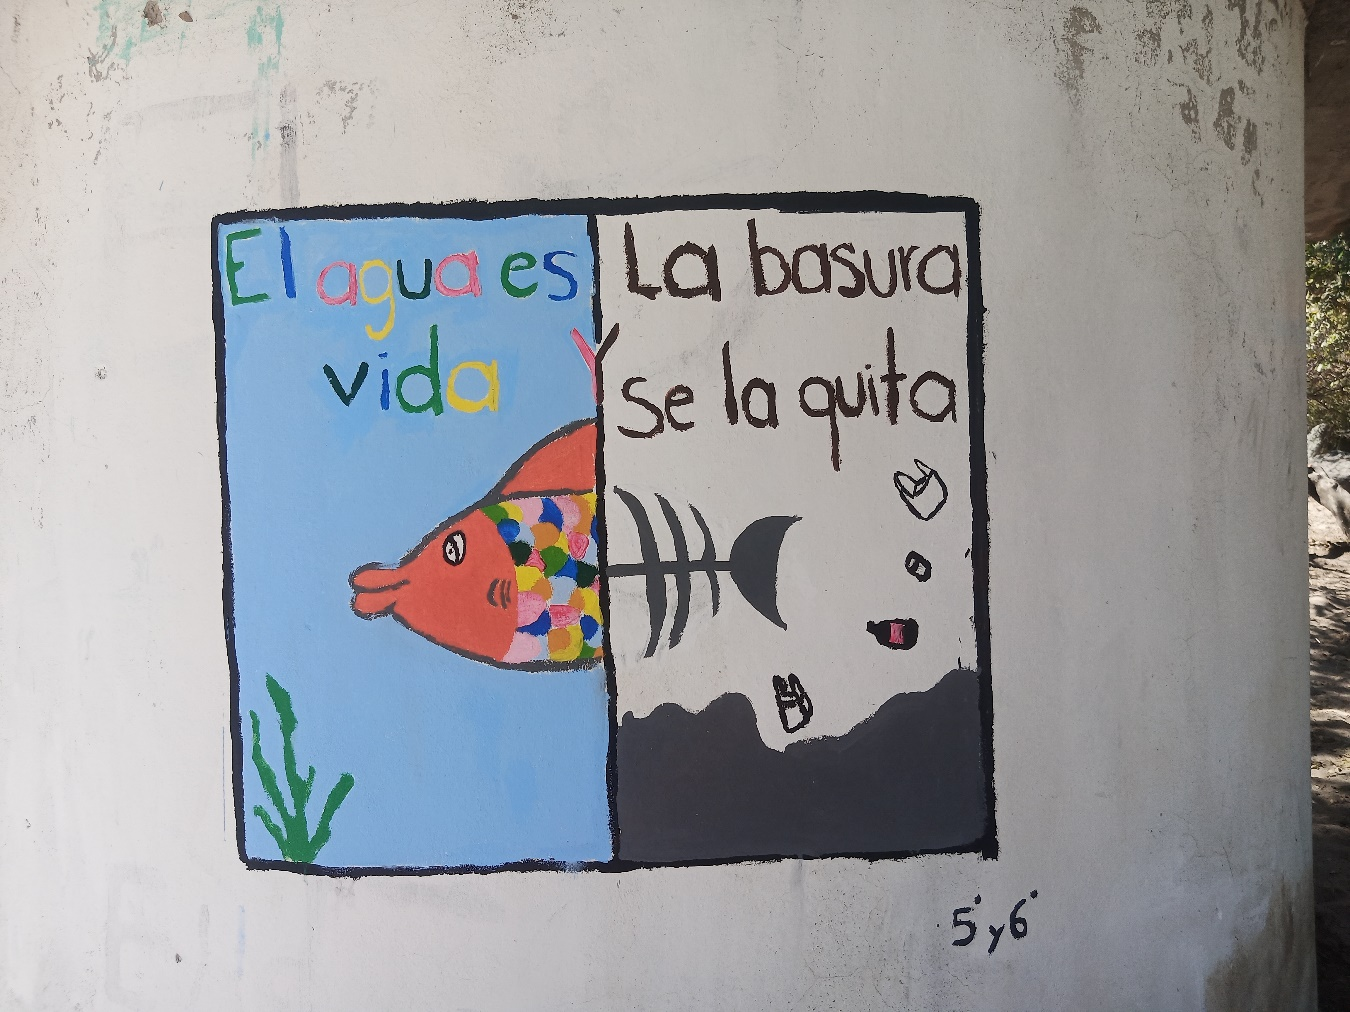 El agua es
vida Y
La basura
se la quita
5° y 6°